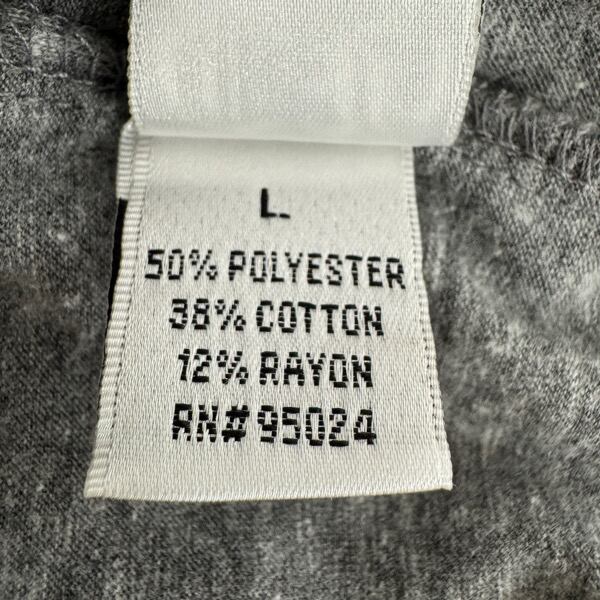 L
50% POLYESTER
38% COTTON
12% RAYON
RN# 95024